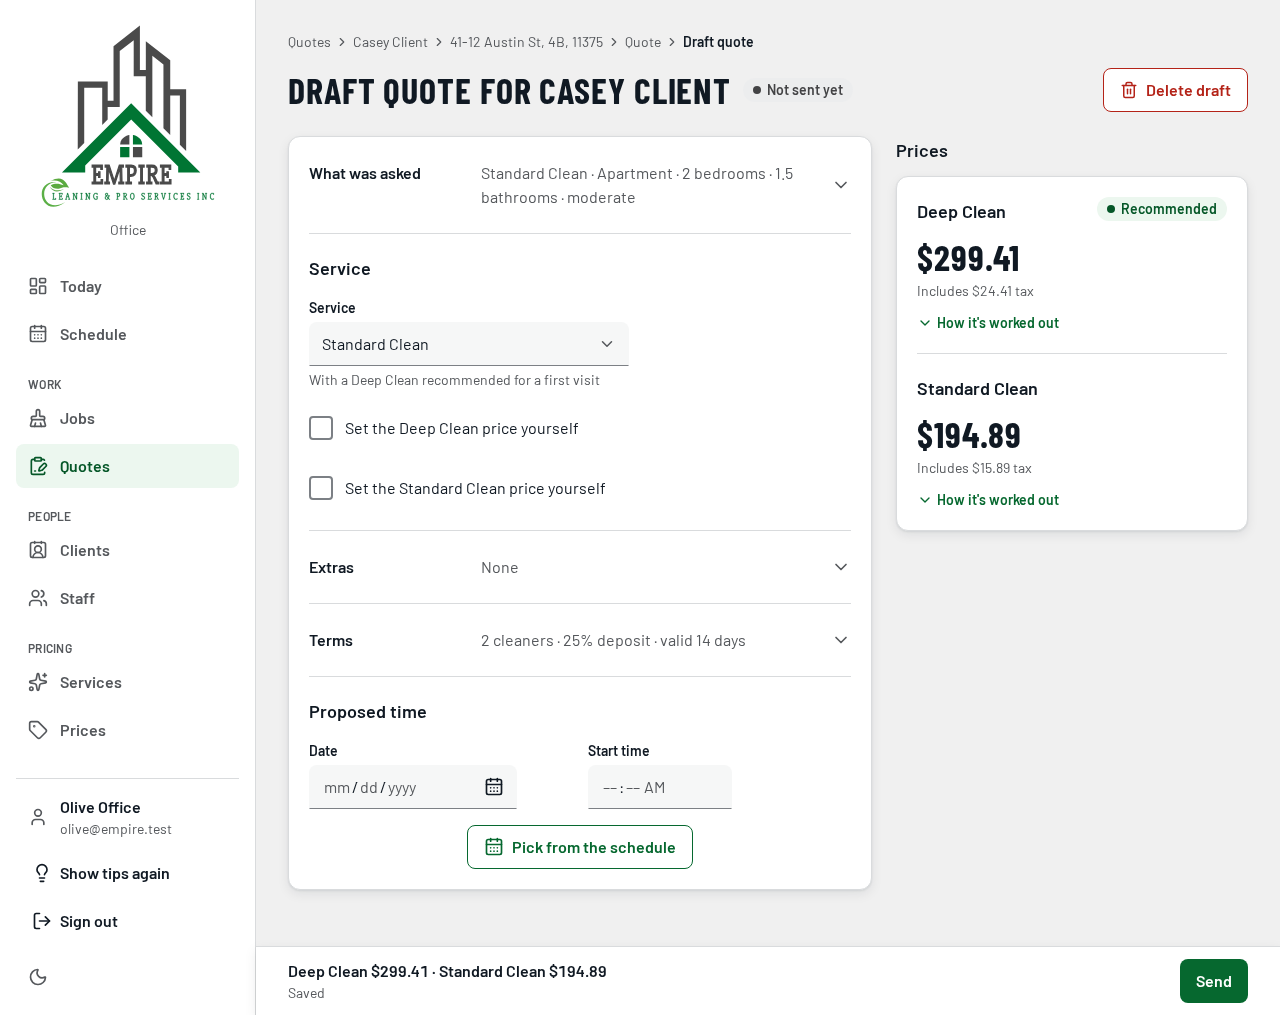 EMPIRE
LEANING & PRO SERVICES INC
Office
Today
Schedule
WORK
Jobs
Quotes
PEOPLE
Clients
Staff
PRICING
Services
Prices
Olive Office
olive@empire.test
Show tips again
Sign out
Quotes > Casey Client > 41-12 Austin St, 4B, 11375 > Quote > Draft quote
DRAFT QUOTE FOR CASEY CLIENT
Not sent yet
Delete draft
What was asked
Standard Clean · Apartment · 2 bedrooms · 1.5
bathrooms · moderate
Service
Service
Standard Clean
With a Deep Clean recommended for a first visit
Set the Deep Clean price yourself
Set the Standard Clean price yourself
Extras
None
Terms
2 cleaners · 25% deposit · valid 14 days
Proposed time
Date
Start time
mm/dd/yyyy
--:-- AM
Pick from the schedule
Prices
Deep Clean
Recommended
$299.41
Includes $24.41 tax
How it's worked out
Standard Clean
$194.89
Includes $15.89 tax
How it's worked out
Deep Clean $299.41 · Standard Clean $194.89
Saved
Send